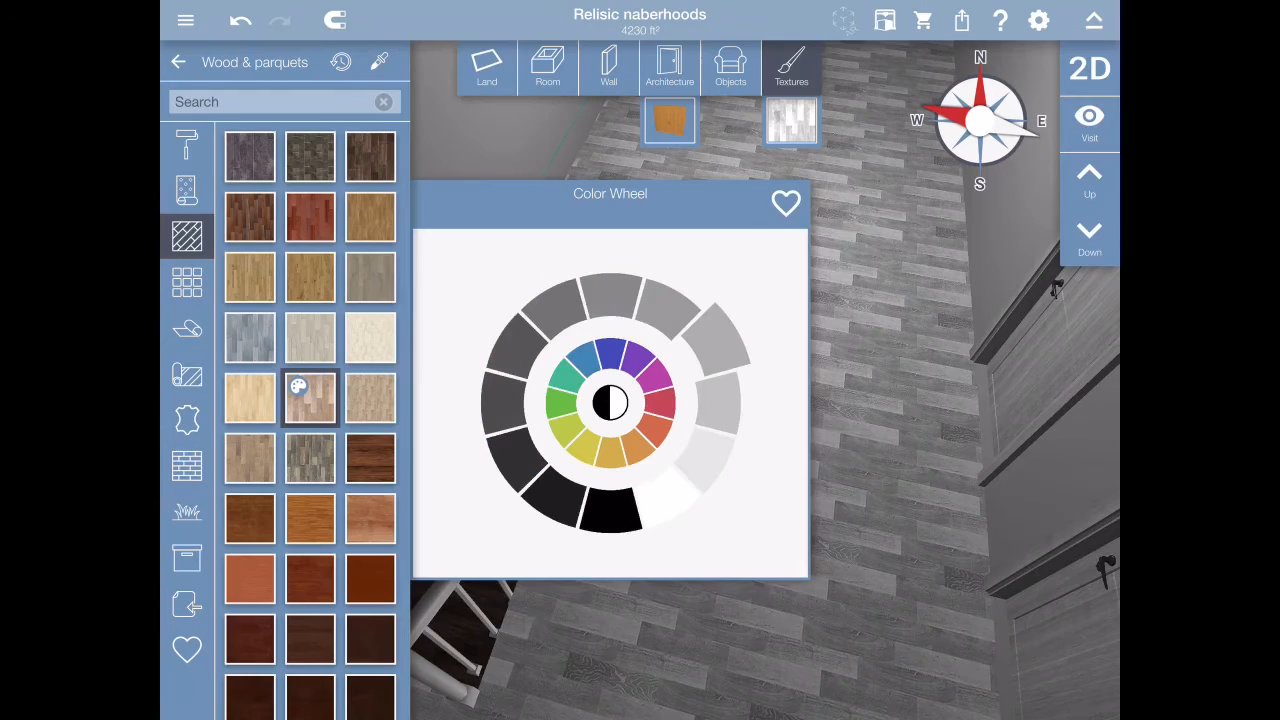 Relisic naberhoods
4230 ft²
Wood & parquets
Search
Land
Room
Wall
Architecture
Objects
Textures
Color Wheel
N
W
E
S
2D
Visit
Up
Down